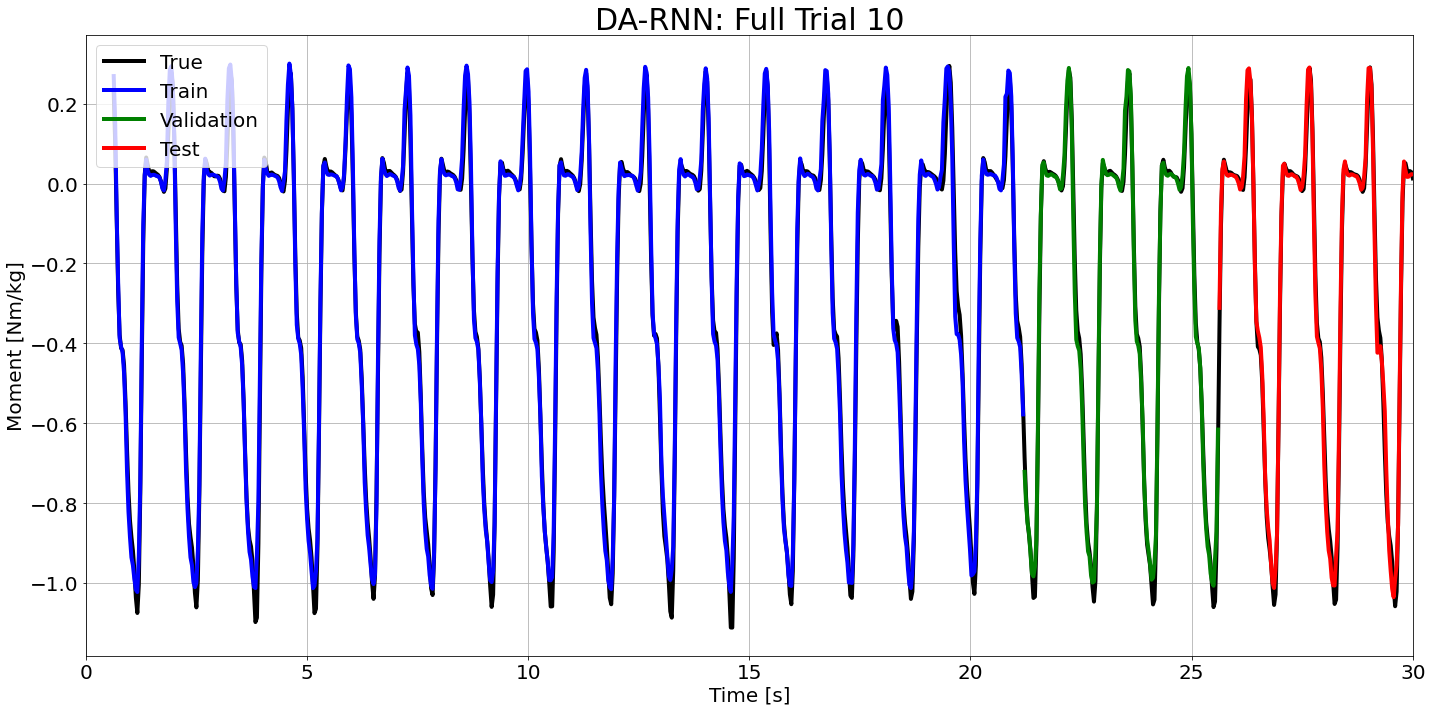 DA-RNN: Full Trial 10
True
Train
Validation
Test
Moment [Nm/kg]
0.2
0.0
−0.2
−0.4
−0.6
−0.8
−1.0
0 5 10 15 20 25 30
Time [s]